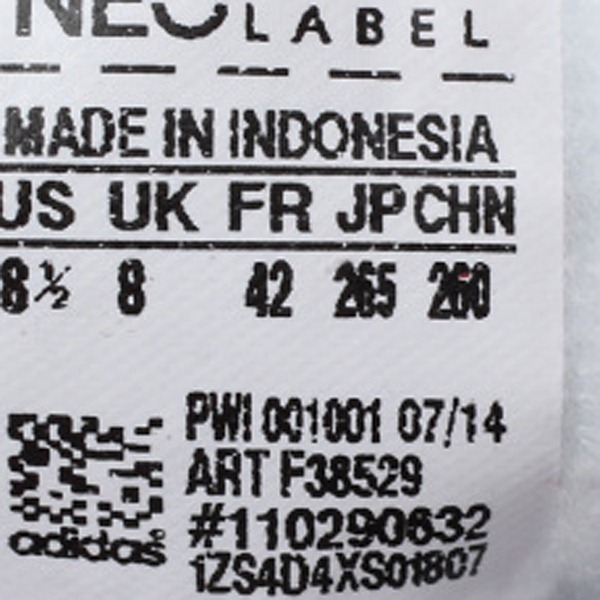 NEO LABEL
MADE IN INDONESIA
US UK FR JP CHN
8½ 8 42 265 260
PWI 001001 07/14
ART F38529
#110290632
1ZS4D4XS01807
adidas